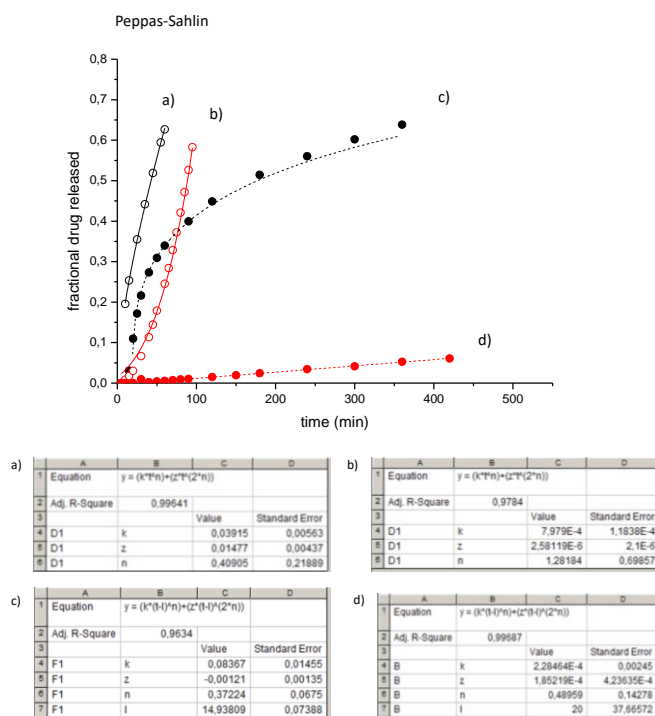 Peppas-Sahlin
0,8
0,7
0,6
0,5
0,4
0,3
0,2
0,1
0,0
fractional drug released
a)
b)
c)
d)
0 100 200 300 400 500
time (min)
a)
A B C D
1 Equation y = (k*t^n)+(z*t^(2*n))
2 Adj. R-Square 0,99641
3 Value Standard Error
4 D1 k 0,03915 0,00563
5 D1 z 0,01477 0,00437
6 D1 n 0,40905 0,21889
b)
A B C D
1 Equation y = (k*t^n)+(z*t^(2*n))
2 Adj. R-Square 0,9784
3 Value Standard Error
4 D1 k 7,979E-4 1,1838E-4
5 D1 z 2,58119E-6 2,1E-6
6 D1 n 1,28184 0,69857
c)
A B C D
1 Equation y = (k*(t-l)^n)+(z*(t-l)^(2*n))
2 Adj. R-Square 0,9634
3 Value Standard Error
4 F1 k 0,08367 0,01455
5 F1 z -0,00121 0,00135
6 F1 n 0,37224 0,0675
7 F1 l 14,93809 0,07388
d)
A B C D
1 Equation y = (k*(t-l)^n)+(z*(t-l)^(2*n))
2 Adj. R-Square 0,99687
3 Value Standard Error
4 B k 2,28464E-4 0,00245
5 B z 1,85219E-4 4,23635E-4
6 B n 0,48959 0,14278
7 B l 20 37,66572